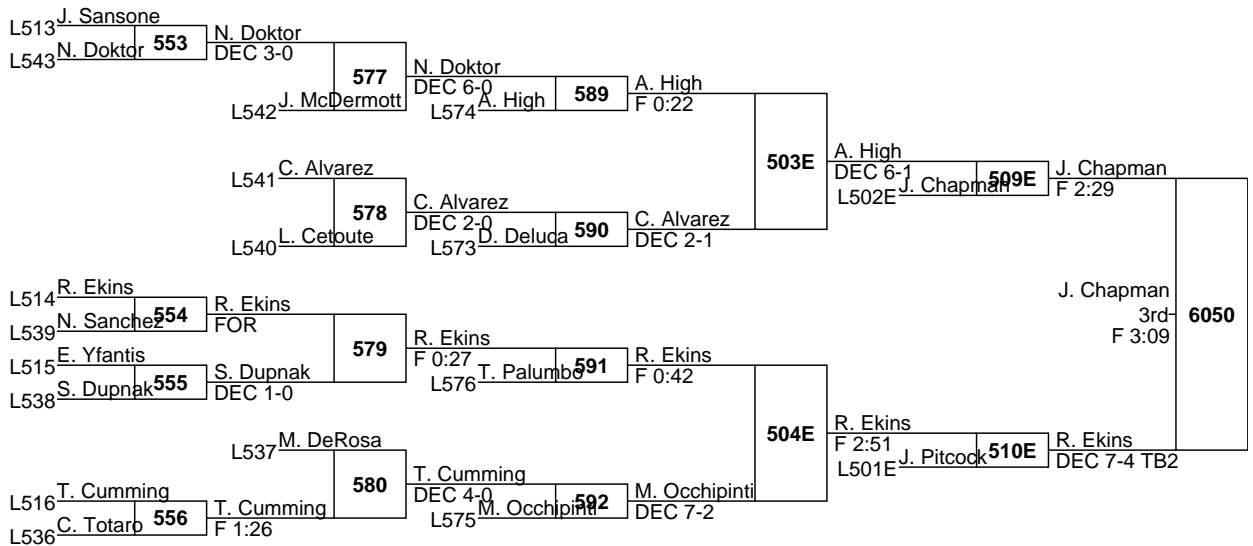 J. Sansone
L513
553
N. Doktor
DEC 3-0
L543
N. Doktor
577
N. Doktor
DEC 6-0
L542
J. McDermott
L574
A. High
589
A. High
F 0:22
503E
A. High
DEC 6-1
L502E
J. Chapman
509E
J. Chapman
F 2:29
L541
C. Alvarez
578
C. Alvarez
DEC 2-0
L540
L. Cetoute
L573
D. Deluca
590
C. Alvarez
DEC 2-1
L514
R. Ekins
554
R. Ekins
FOR
L539
N. Sanchez
579
R. Ekins
F 0:27
L515
E. Yfantis
555
S. Dupnak
DEC 1-0
L538
S. Dupnak
L576
T. Palumbo
591
R. Ekins
F 0:42
504E
R. Ekins
F 2:51
L501E
J. Pitcock
510E
R. Ekins
DEC 7-4 TB2
J. Chapman
3rd
F 3:09
6050
L537
M. DeRosa
580
T. Cumming
DEC 4-0
L516
T. Cumming
556
T. Cumming
F 1:26
L536
C. Totaro
L575
M. Occhipinti
592
M. Occhipinti
DEC 7-2